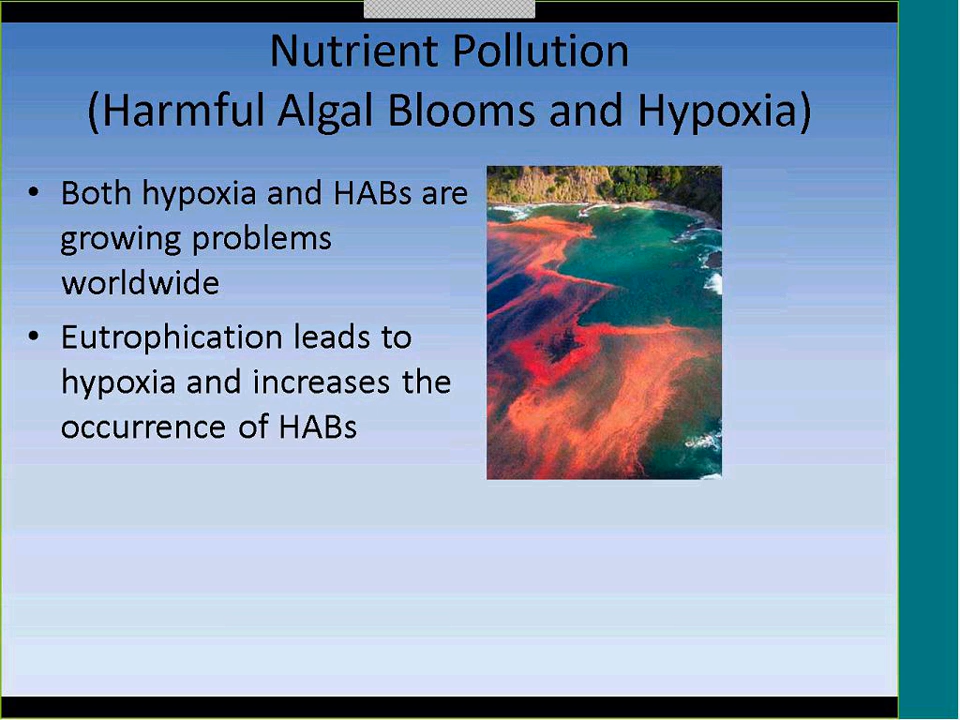 Nutrient Pollution
(Harmful Algal Blooms and Hypoxia)
• Both hypoxia and HABs are
growing problems
worldwide
• Eutrophication leads to
hypoxia and increases the
occurrence of HABs